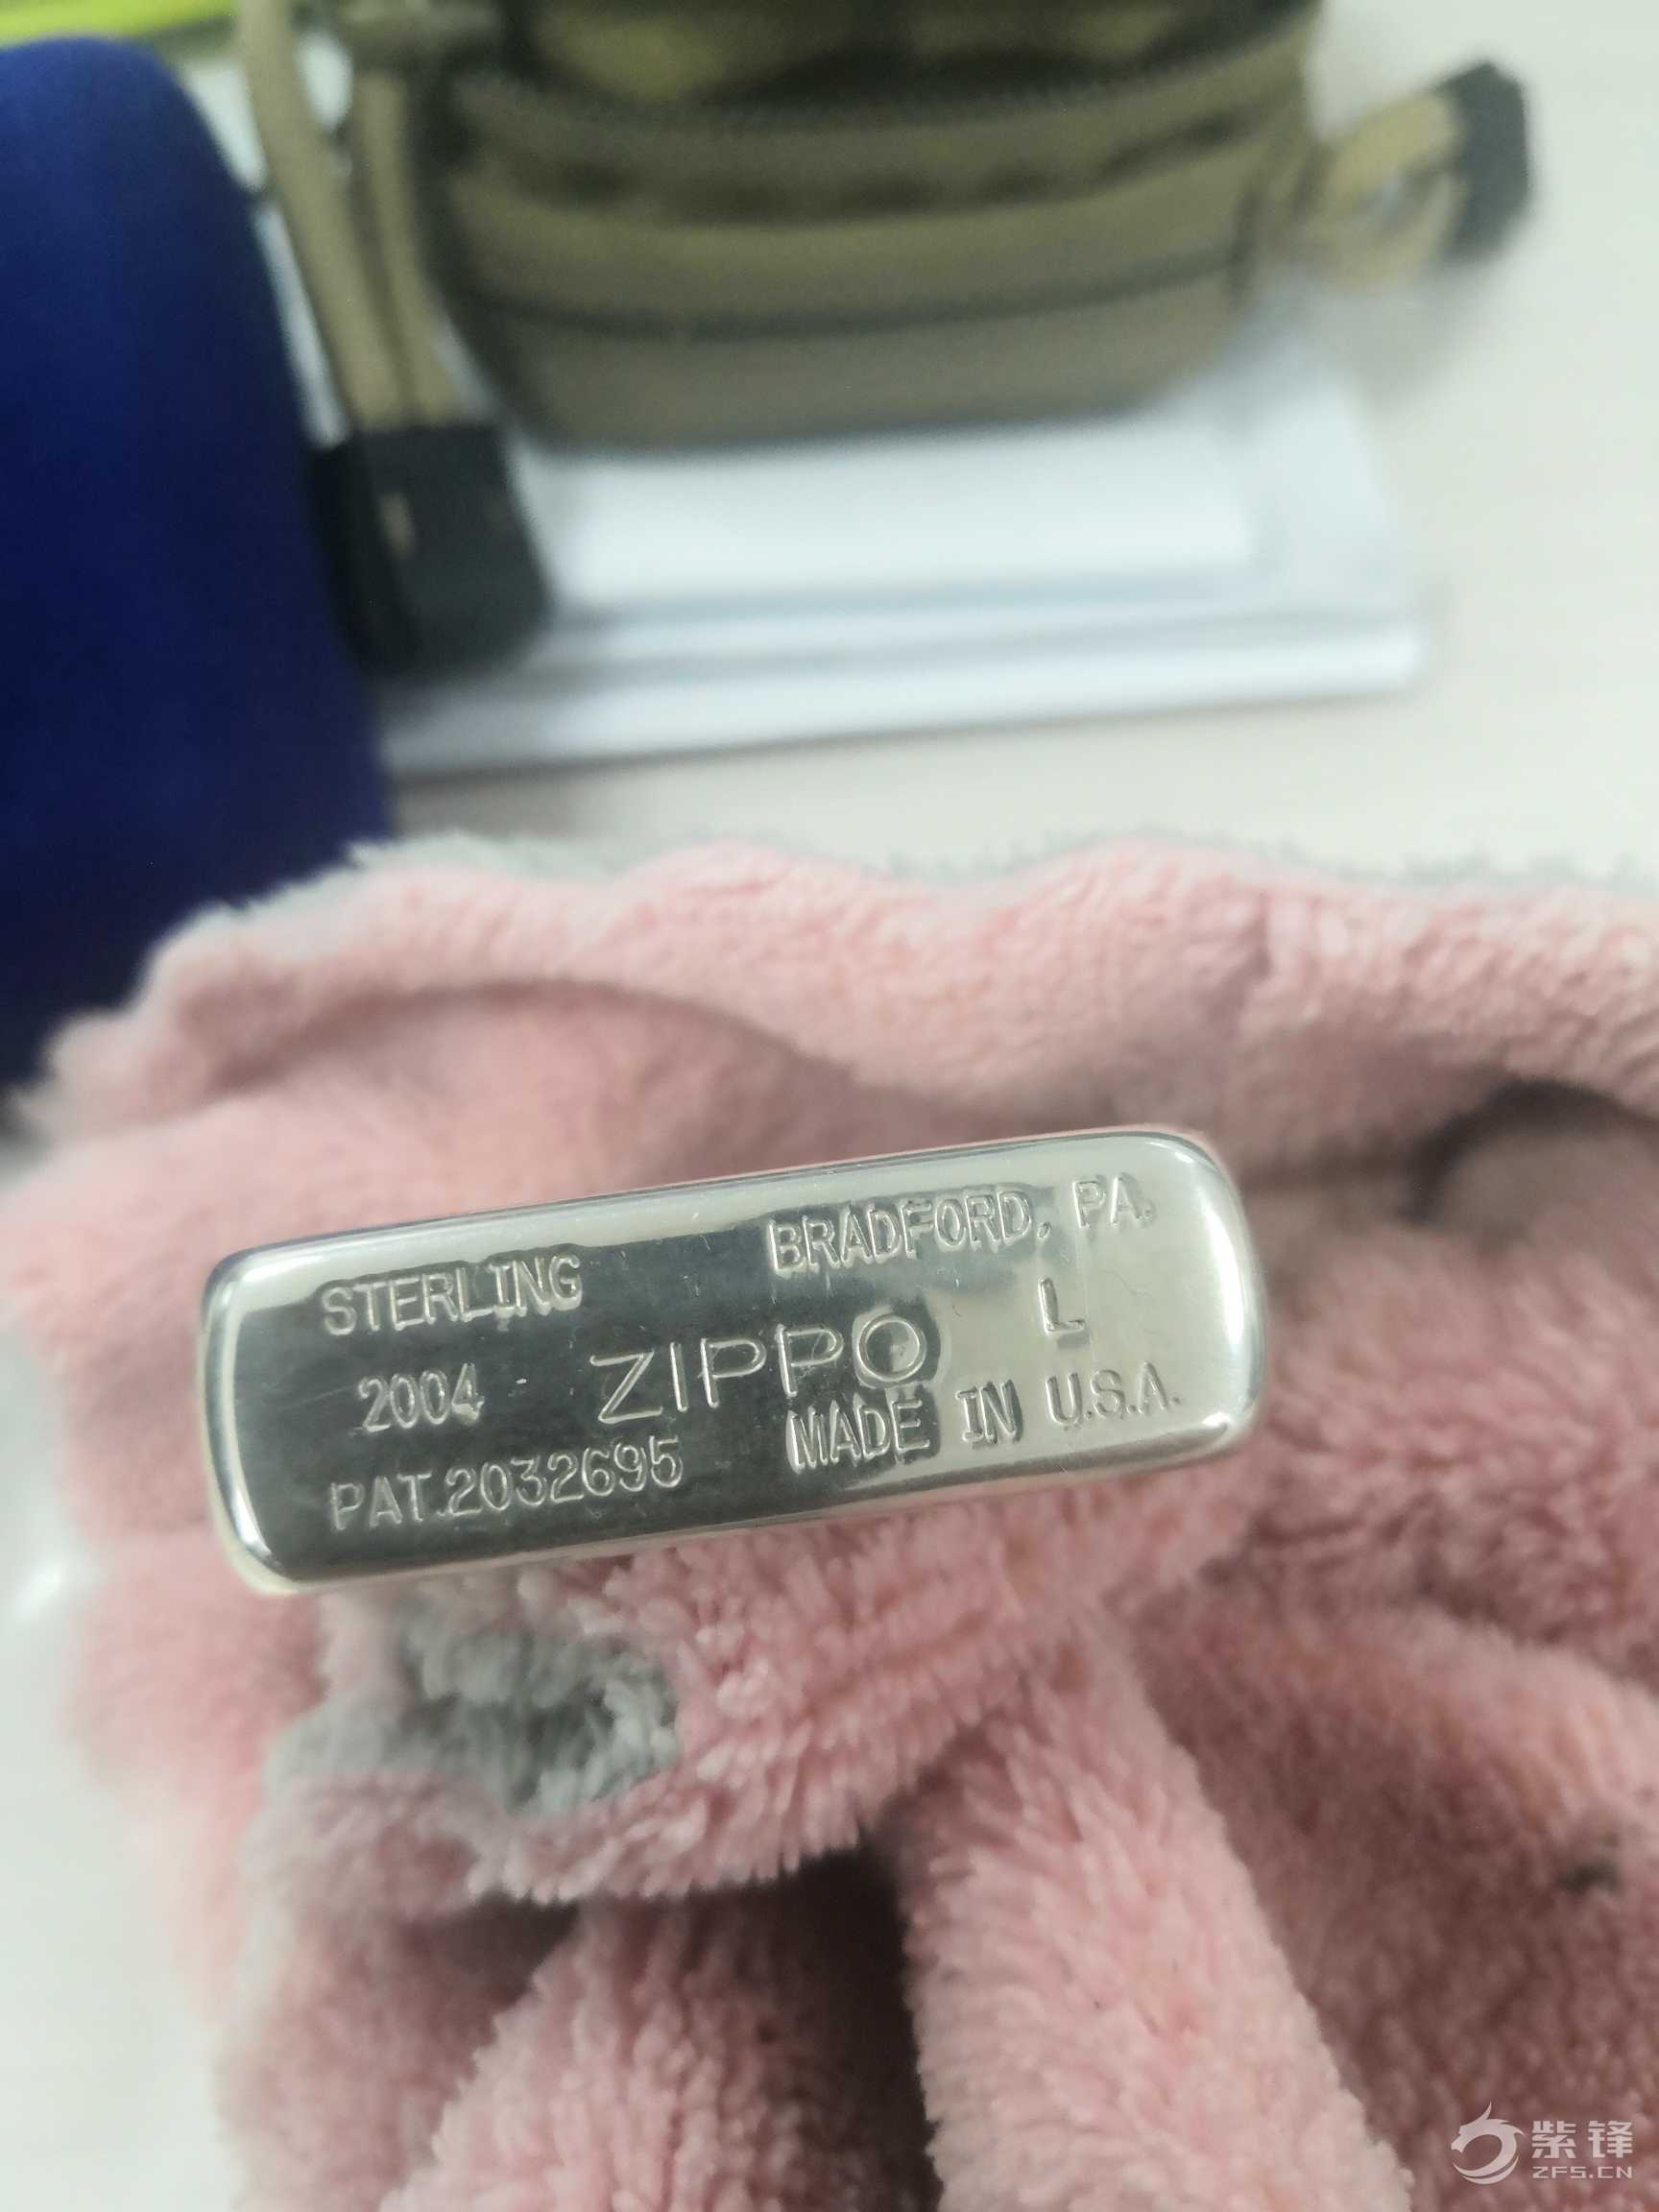 STERLING BRADFORD, PA.
2004 ZIPPO L
PAT.2032695 MADE IN U.S.A.
紫锋
ZFS.CN